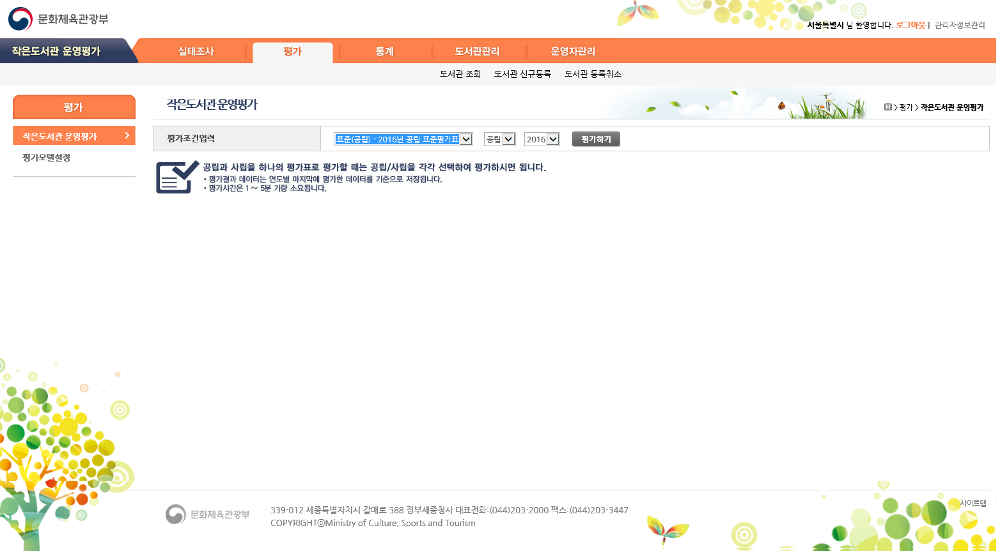 문화체육관광부
서울특별시 님 환영합니다. 로그아웃 | 관리자정보관리
작은도서관 운영평가 실태조사 평가 통계 도서관관리 운영자관리
도서관 조회 도서관 신규등록 도서관 등록취소
평가
작은도서관 운영평가
평가모델설정
작은도서관 운영평가
> 평가 > 작은도서관 운영평가
평가조건입력 표준(공립) - 2016년 공립 표준평가표 공립 2016 평가하기
공립과 사립을 하나의 평가표로 평가할 때는 공립/사립을 각각 선택하여 평가하시면 됩니다.
· 평가결과 데이터는 연도별 마지막에 평가한 데이터를 기준으로 저장됩니다.
· 평가시간은 1 ~ 5분 가량 소요됩니다.
사이트맵
문화체육관광부
339-012 세종특별자치시 갈매로 388 정부세종청사 대표전화:(044)203-2000 팩스:(044)203-3447
COPYRIGHTⓒMinistry of Culture, Sports and Tourism